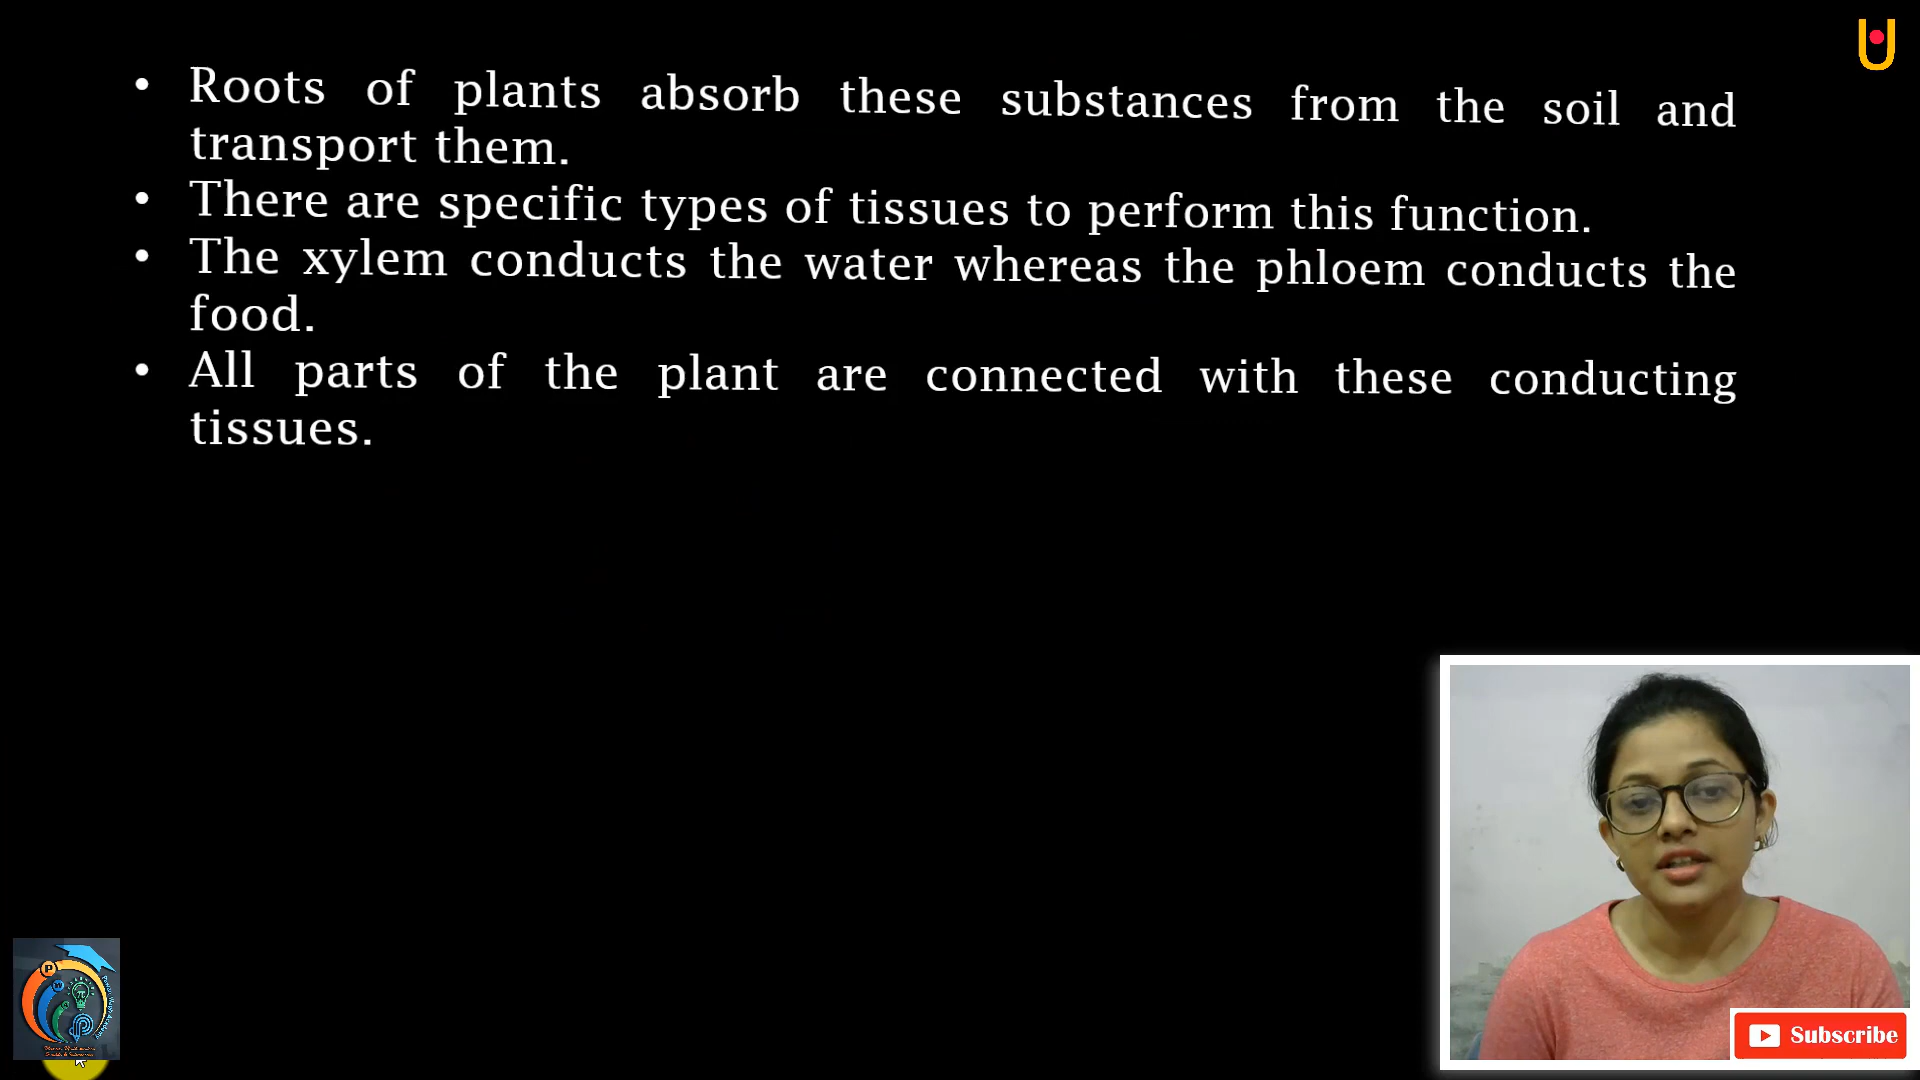 • Roots of plants absorb these substances from the soil and
transport them.
• There are specific types of tissues to perform this function.
• The xylem conducts the water whereas the phloem conducts the
food.
• All parts of the plant are connected with these conducting
tissues.
Subscribe